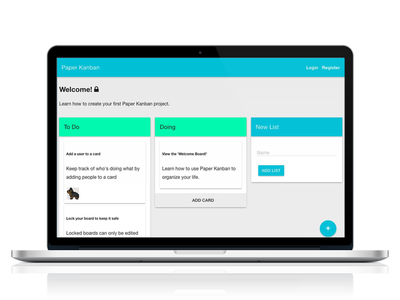 Paper Kanban
Login Register
Welcome!
Learn how to create your first Paper Kanban project.
To Do
Add a user to a card
Keep track of who's doing what by
adding people to a card
Lock your board to keep it safe
Locked boards can only be edited
Doing
View the 'Welcome Board!'
Learn how to use Paper Kanban to
organize your life.
ADD CARD
New List
Name
ADD LIST
+